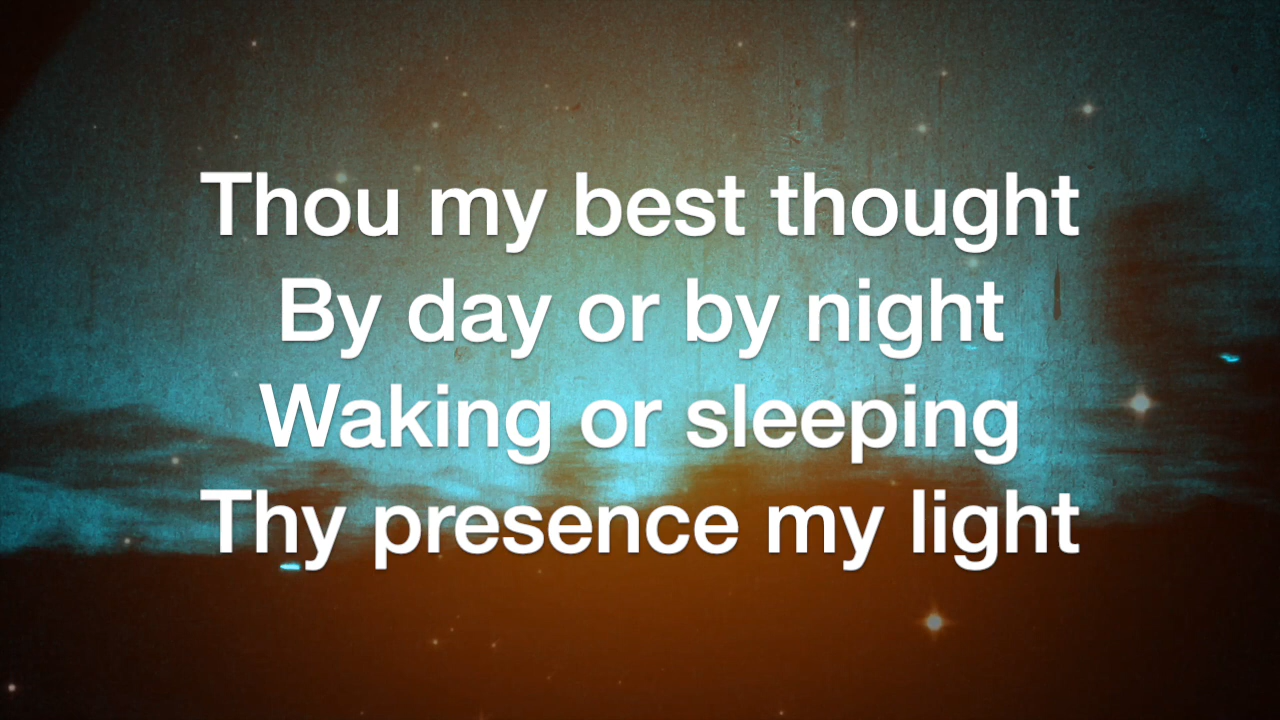 Thou my best thought
By day or by night
Waking or sleeping
Thy presence my light